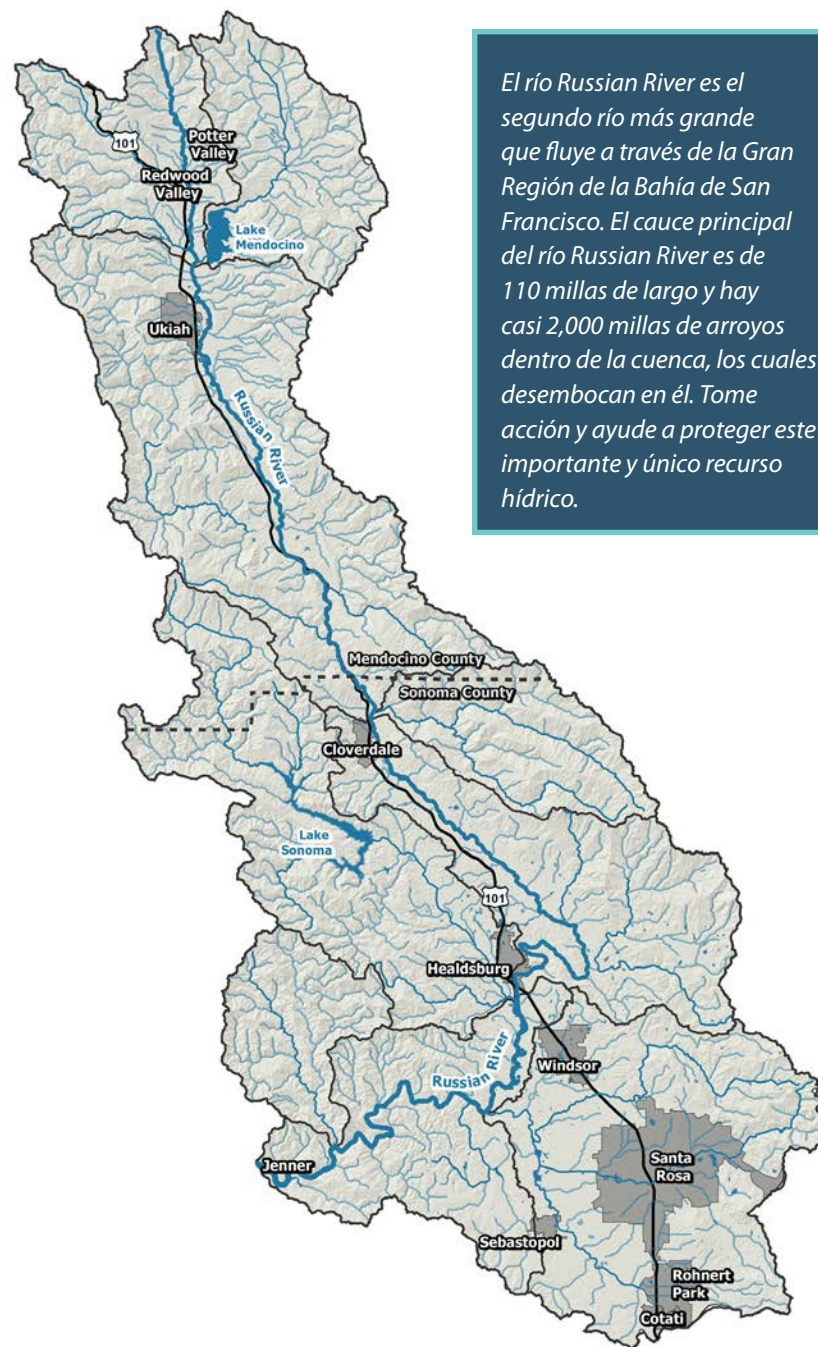 El río Russian River es el
segundo río más grande
que fluye a través de la Gran
Región de la Bahía de San
Francisco. El cauce principal
del río Russian River es de
110 millas de largo y hay
casi 2,000 millas de arroyos
dentro de la cuenca, los cuales
desembocan en él. Tome
acción y ayude a proteger este
importante y único recurso
hídrico.
101
Potter
Valley
Redwood
Valley
Lake
Mendocino
Ukiah
Russian River
Mendocino County
Sonoma County
Cloverdale
Lake
Sonoma
101
Healdsburg
Russian River
Windsor
Jenner
Santa
Rosa
Sebastopol
Rohnert
Park
Cotati